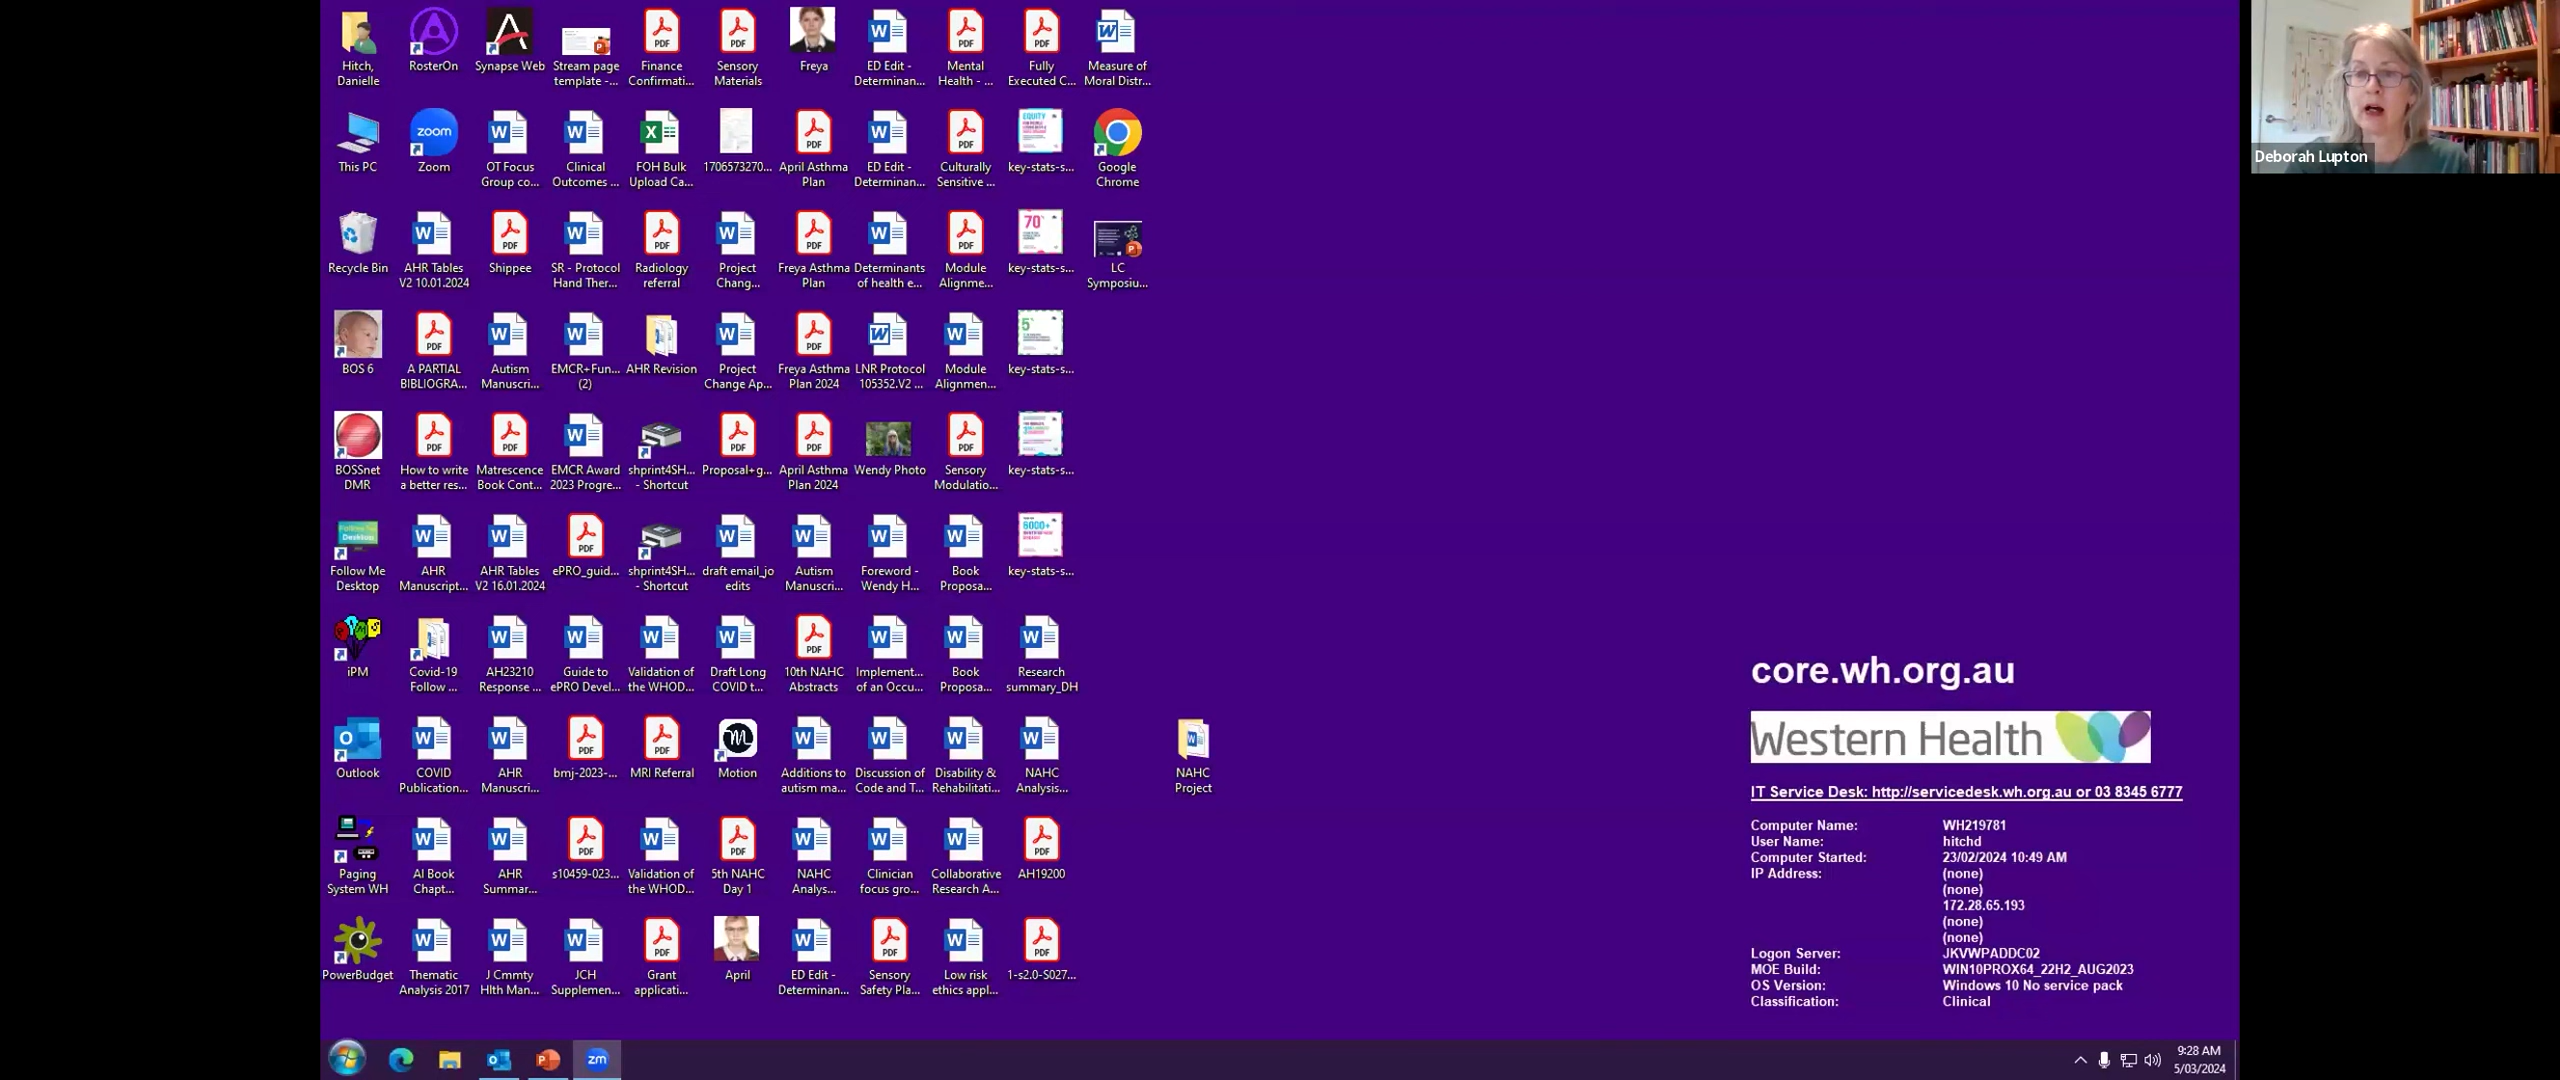 Hitch,
Danielle
RosterOn
Synapse Web
Stream page
template -...
Finance
Confirmati...
Sensory
Materials
Freya
ED Edit -
Determinan...
Mental
Health - ...
Fully
Executed C...
Measure of
Moral Distr...
This PC
zoom
Zoom
OT Focus
Group co...
Clinical
Outcomes ...
FOH Bulk
Upload Ca...
1706573270...
April Asthma
Plan
ED Edit -
Determinan...
Culturally
Sensitive ...
EQUITY
key-stats-s...
Google
Chrome
Recycle Bin
AHR Tables
V2 10.01.2024
Shippee
SR - Protocol
Hand Ther...
Radiology
referral
Project
Chang...
Freya Asthma
Plan
Determinants
of health e...
Module
Alignme...
70
key-stats-s...
LC
Symposiu...
BOS 6
A PARTIAL
BIBLIOGRA...
Autism
Manuscri...
EMCR+Fun...
(2)
AHR Revision
Project
Change Ap...
Freya Asthma
Plan 2024
LNR Protocol
105352.V2 ...
Module
Alignmen...
5
key-stats-s...
BOSSnet
DMR
How to write
a better res...
Matrescence
Book Cont...
EMCR Award
2023 Progre...
shprint4SH...
- Shortcut
Proposal+g...
April Asthma
Plan 2024
Wendy Photo
Sensory
Modulatio...
key-stats-s...
Follow Me
Desktop
AHR
Manuscript...
AHR Tables
V2 16.01.2024
ePRO_guid...
shprint4SH...
- Shortcut
draft email_jo
edits
Autism
Manuscri...
Foreword -
Wendy H...
Book
Proposa...
6000+
key-stats-s...
iPM
Covid-19
Follow ...
AH23210
Response ...
Guide to
ePRO Devel...
Validation of
the WHOD...
Draft Long
COVID t...
10th NAHC
Abstracts
Implement...
of an Occu...
Book
Proposa...
Research
summary_DH
Outlook
COVID
Publication...
AHR
Manuscri...
bmj-2023-...
MRI Referral
Motion
Additions to
autism ma...
Discussion of
Code and T...
Disability &
Rehabilitati...
NAHC
Analysis...
NAHC
Project
Paging
System WH
AI Book
Chapt...
AHR
Summar...
s10459-023...
Validation of
the WHOD...
5th NAHC
Day 1
NAHC
Analys...
Clinician
focus gro...
Collaborative
Research A...
AH19200
PowerBudget
Thematic
Analysis 2017
J Cmmty
Hlth Man...
JCH
Supplemen...
Grant
applicati...
April
ED Edit -
Determinan...
Sensory
Safety Pla...
Low risk
ethics appl...
1-s2.0-S027...
core.wh.org.au
Western Health
IT Service Desk: http://servicedesk.wh.org.au or 03 8345 6777
Computer Name: WH219781
User Name: hitchd
Computer Started: 23/02/2024 10:49 AM
IP Address: (none)
(none)
172.28.65.193
(none)
(none)
Logon Server: JKVWPADDC02
MOE Build: WIN10PROX64_22H2_AUG2023
OS Version: Windows 10 No service pack
Classification: Clinical
zm
9:28 AM
5/03/2024
Deborah Lupton